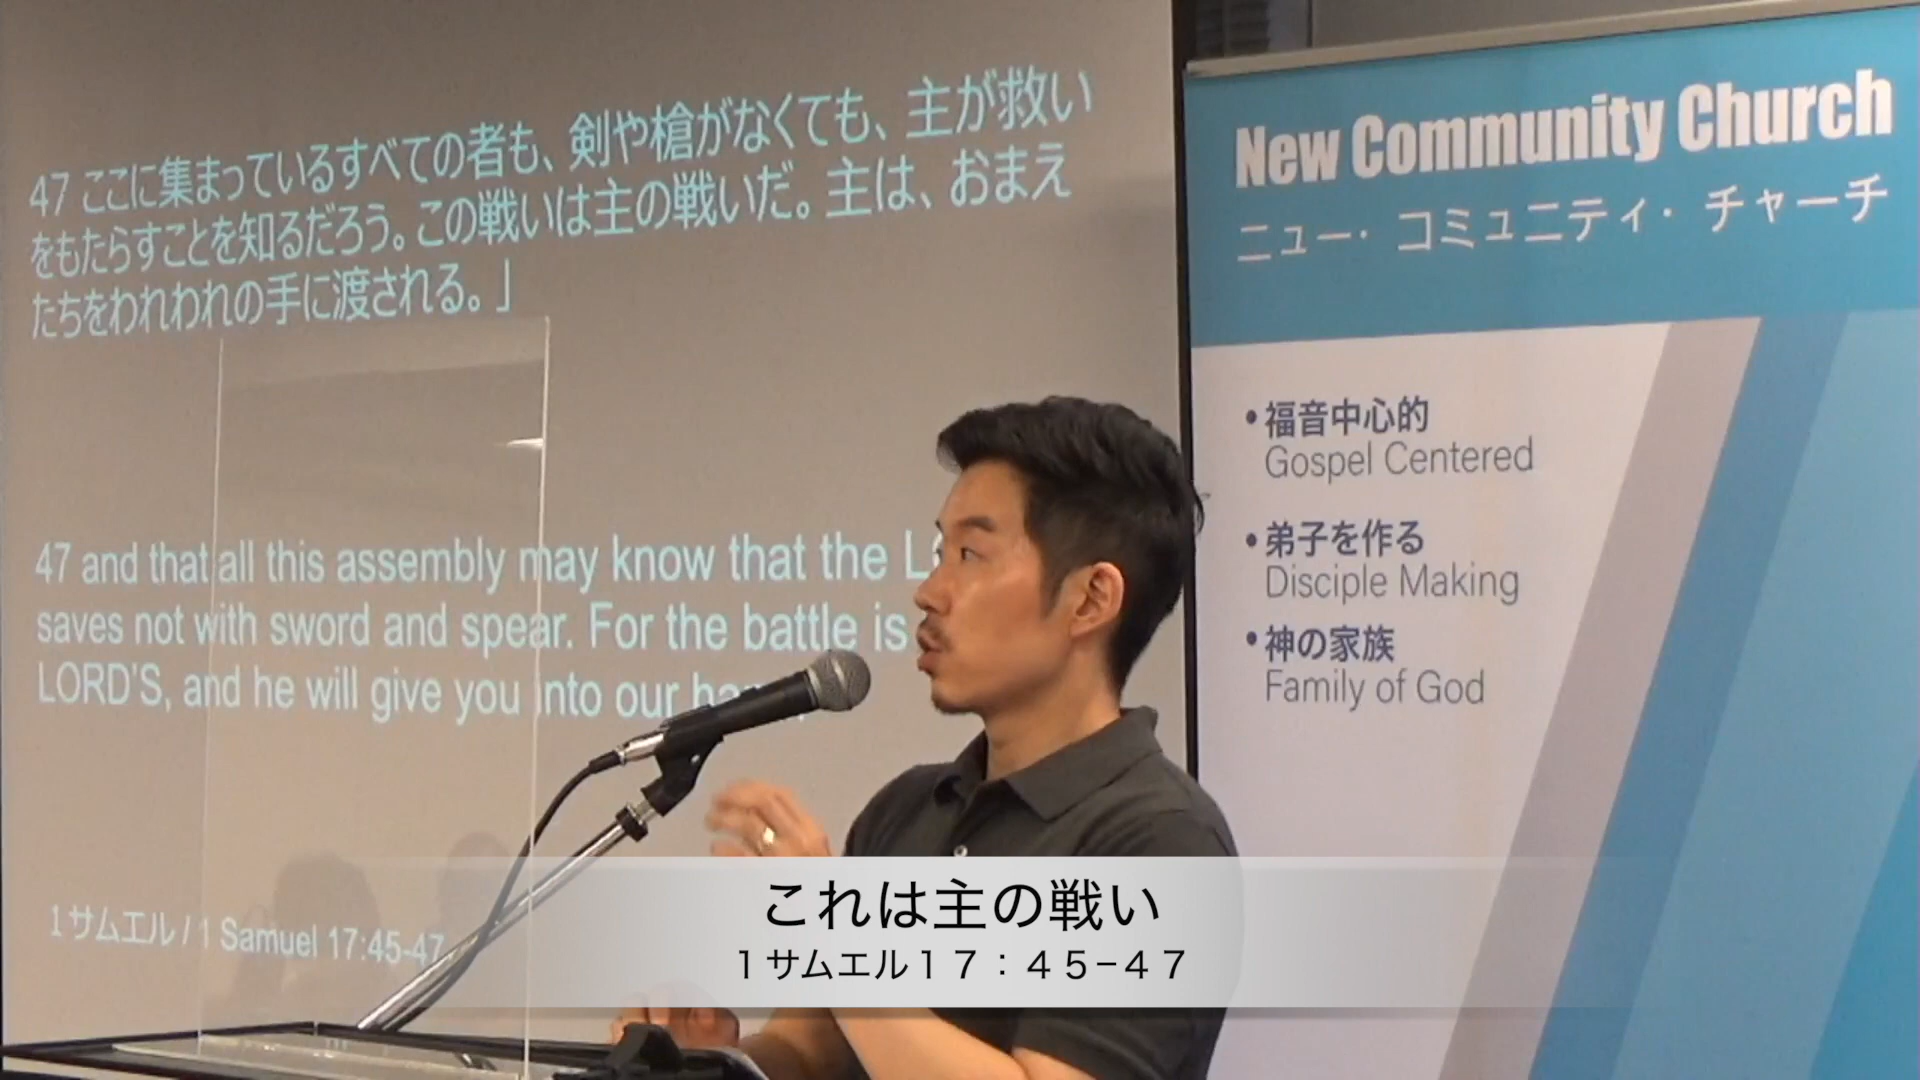 47 ここに集まっているすべての者も、剣や槍がなくても、主が救い
をもたらすことを知るだろう。この戦いは主の戦いだ。主は、おまえ
たちをわれわれの手に渡される。」
47 and that all this assembly may know that the
saves not with sword and spear. For the battle is
LORD'S, and he will give you into our
1サムエル / 1 Samuel 17:45-47
New Community Church
ニュー・コミュニティ・チャーチ
•福音中心的
Gospel Centered
•弟子を作る
Disciple Making
•神の家族
Family of God
これは主の戦い
1サムエル17：45−47